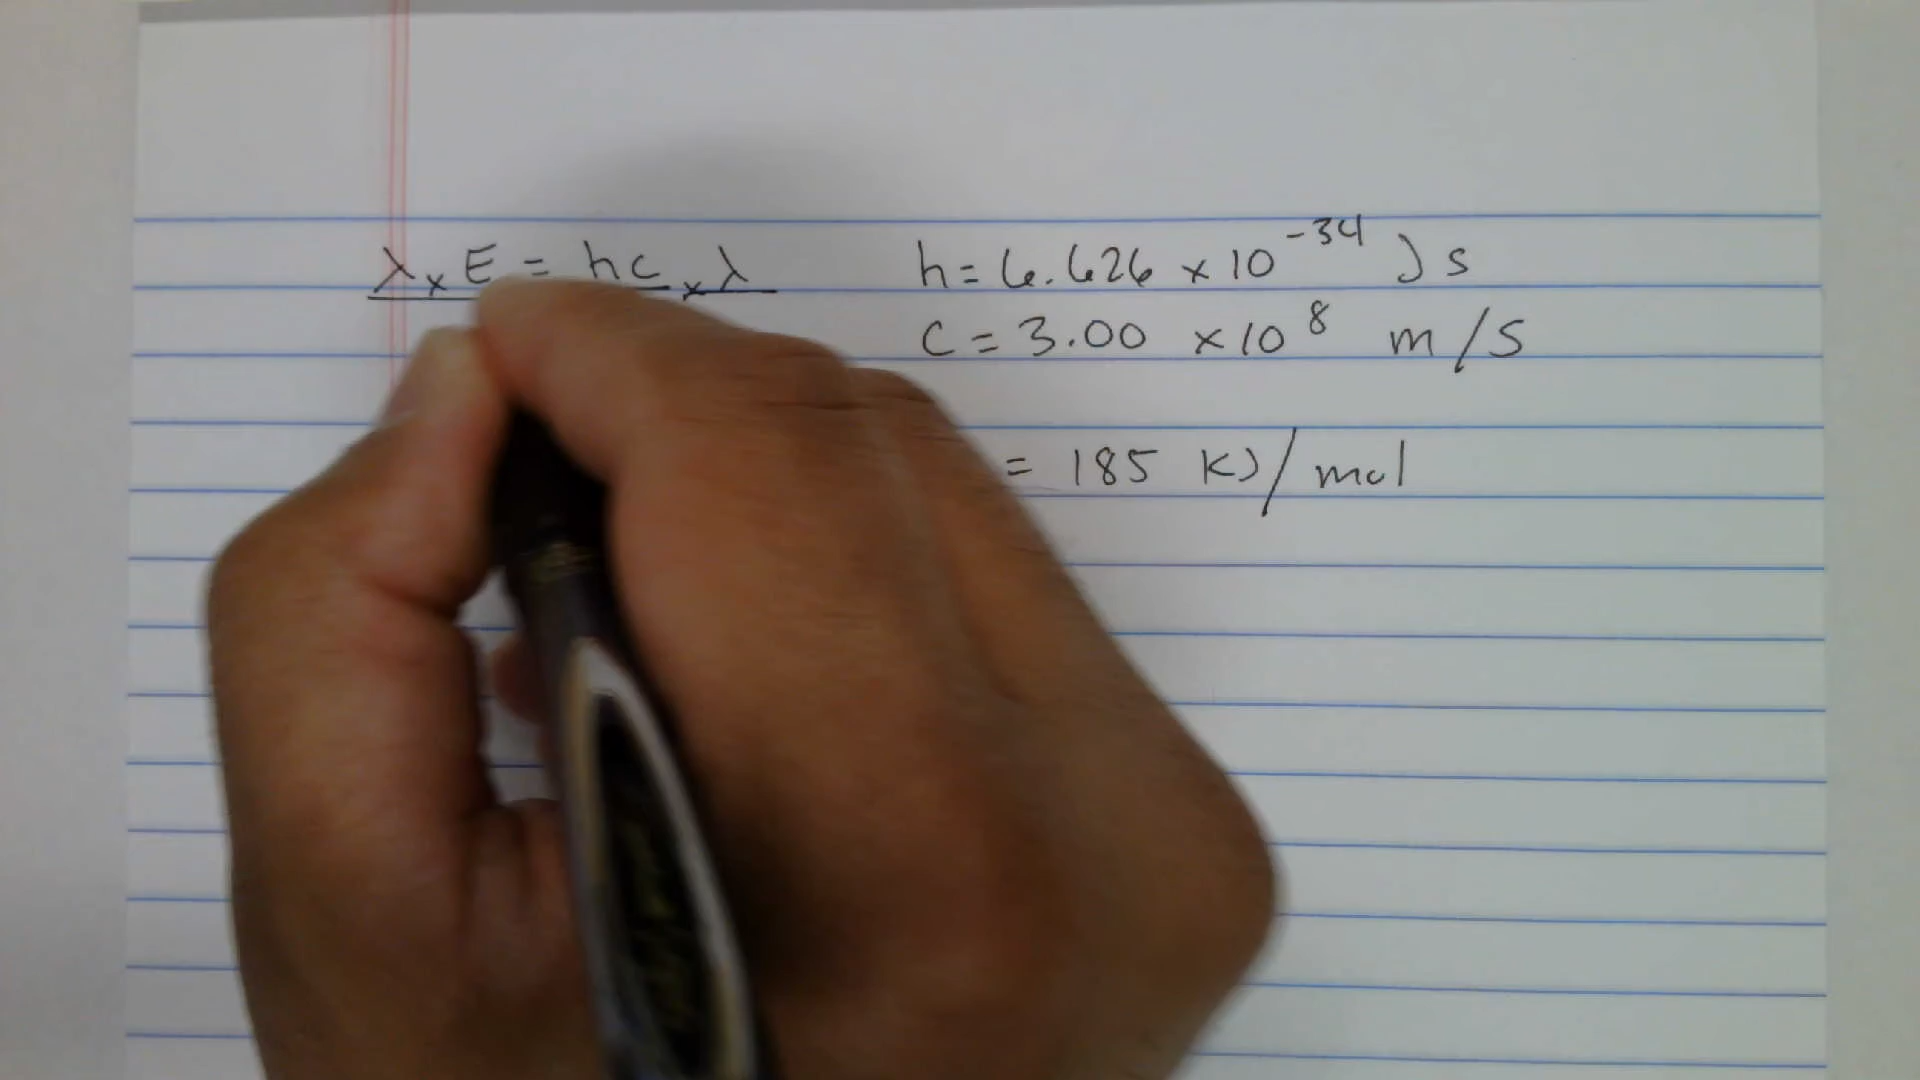 λ x E = hc x λ
h = 6.626 x 10^-34 J s
c = 3.00 x 10^8 m/s
= 185 KJ/mol